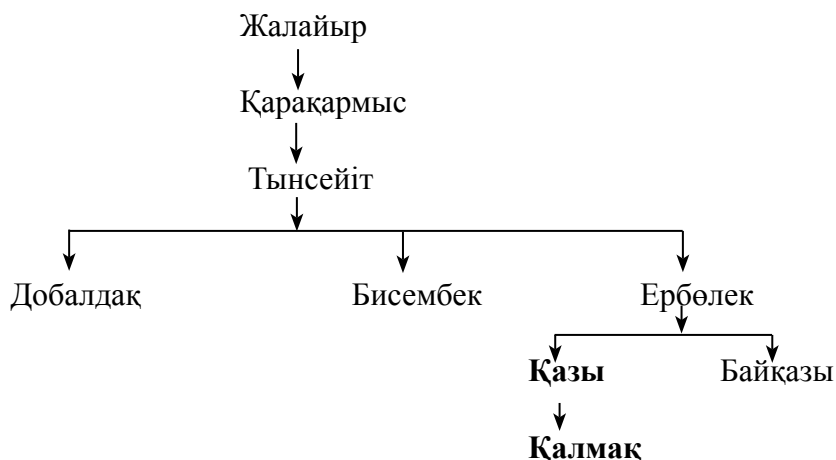 Жалайыр
Қарақармыс
Тынсейіт
Добалдақ Бисембек Ербөлек
Қазы Байқазы
Қалмақ